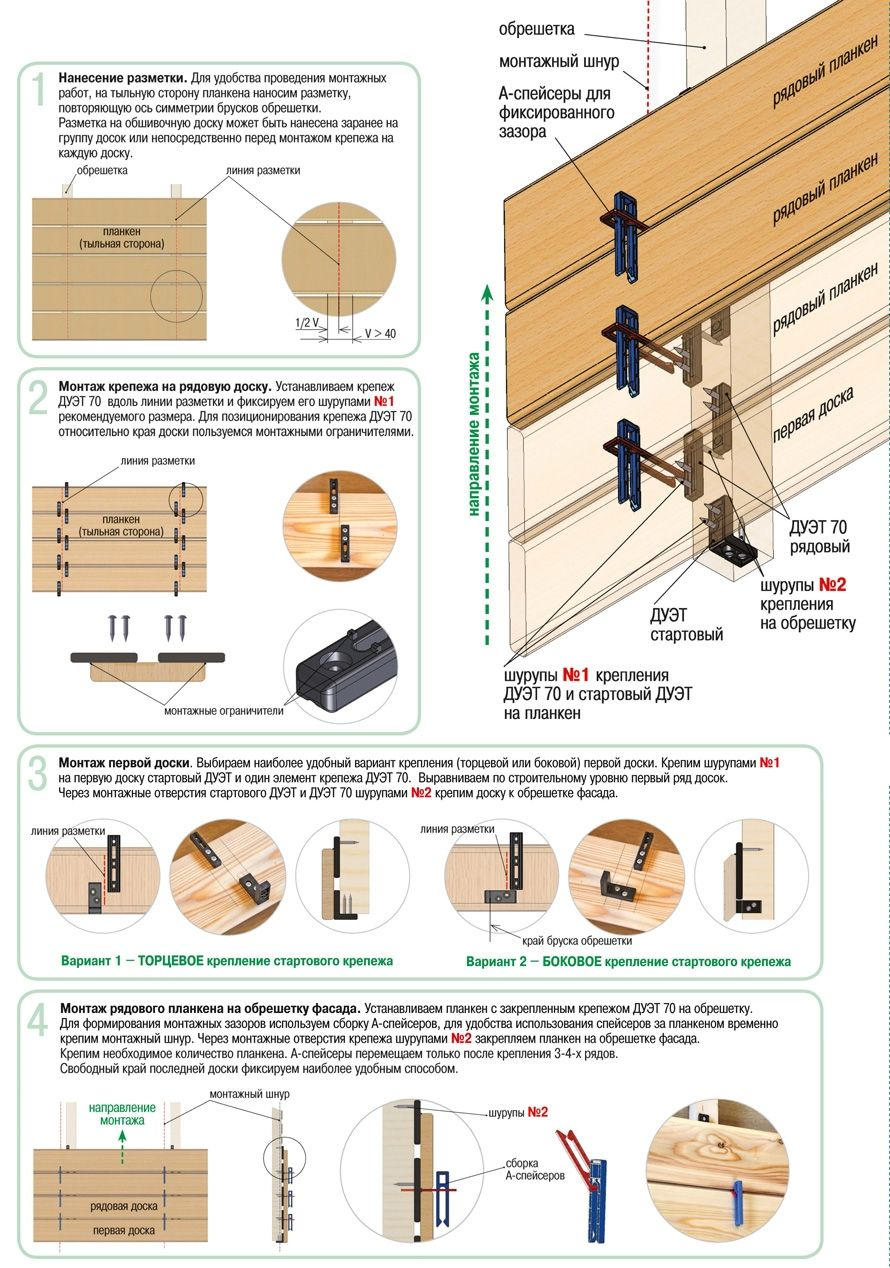 обрешетка
монтажный шнур
А-спейсеры для
фиксированного
зазора
рядовый планкен
рядовый планкен
рядовый планкен
первая доска
направление монтажа
ДУЭТ 70
рядовый
шурупы №2
крепления
на обрешетку
ДУЭТ
стартовый
шурупы №1 крепления
ДУЭТ 70 и стартовый ДУЭТ
на планкен
1
Нанесение разметки. Для удобства проведения монтажных
работ, на тыльную сторону планкена наносим разметку,
повторяющую ось симметрии брусков обрешетки.
Разметка на обшивочную доску может быть нанесена заранее на
группу досок или непосредственно перед монтажом крепежа на
каждую доску.
обрешетка
линия разметки
планкен
(тыльная сторона)
1/2 V
V > 40
2
Монтаж крепежа на рядовую доску. Устанавливаем крепеж
ДУЭТ 70 вдоль линии разметки и фиксируем его шурупами №1
рекомендуемого размера. Для позиционирования крепежа ДУЭТ 70
относительно края доски пользуемся монтажными ограничителями.
линия разметки
планкен
(тыльная сторона)
монтажные ограничители
3
Монтаж первой доски. Выбираем наиболее удобный вариант крепления (торцевой или боковой) первой доски. Крепим шурупами №1
на первую доску стартовый ДУЭТ и один элемент крепежа ДУЭТ 70. Выравниваем по строительному уровню первый ряд досок.
Через монтажные отверстия стартового ДУЭТ и ДУЭТ 70 шурупами №2 крепим доску к обрешетке фасада.
линия разметки
линия разметки
край бруска обрешетки
Вариант 1 – ТОРЦЕВОЕ крепление стартового крепежа
Вариант 2 – БОКОВОЕ крепление стартового крепежа
4
Монтаж рядового планкена на обрешетку фасада. Устанавливаем планкен с закрепленным крепежом ДУЭТ 70 на обрешетку.
Для формирования монтажных зазоров используем сборку А-спейсеров, для удобства использования спейсеров за планкеном временно
крепим монтажный шнур. Через монтажные отверстия крепежа шурупами №2 закрепляем планкен на обрешетке фасада.
Крепим необходимое количество планкена. А-спейсеры перемещаем только после крепления 3-4-х рядов.
Свободный край последней доски фиксируем наиболее удобным способом.
направление
монтажа
монтажный шнур
рядовая доска
первая доска
шурупы №2
сборка
А-спейсеров